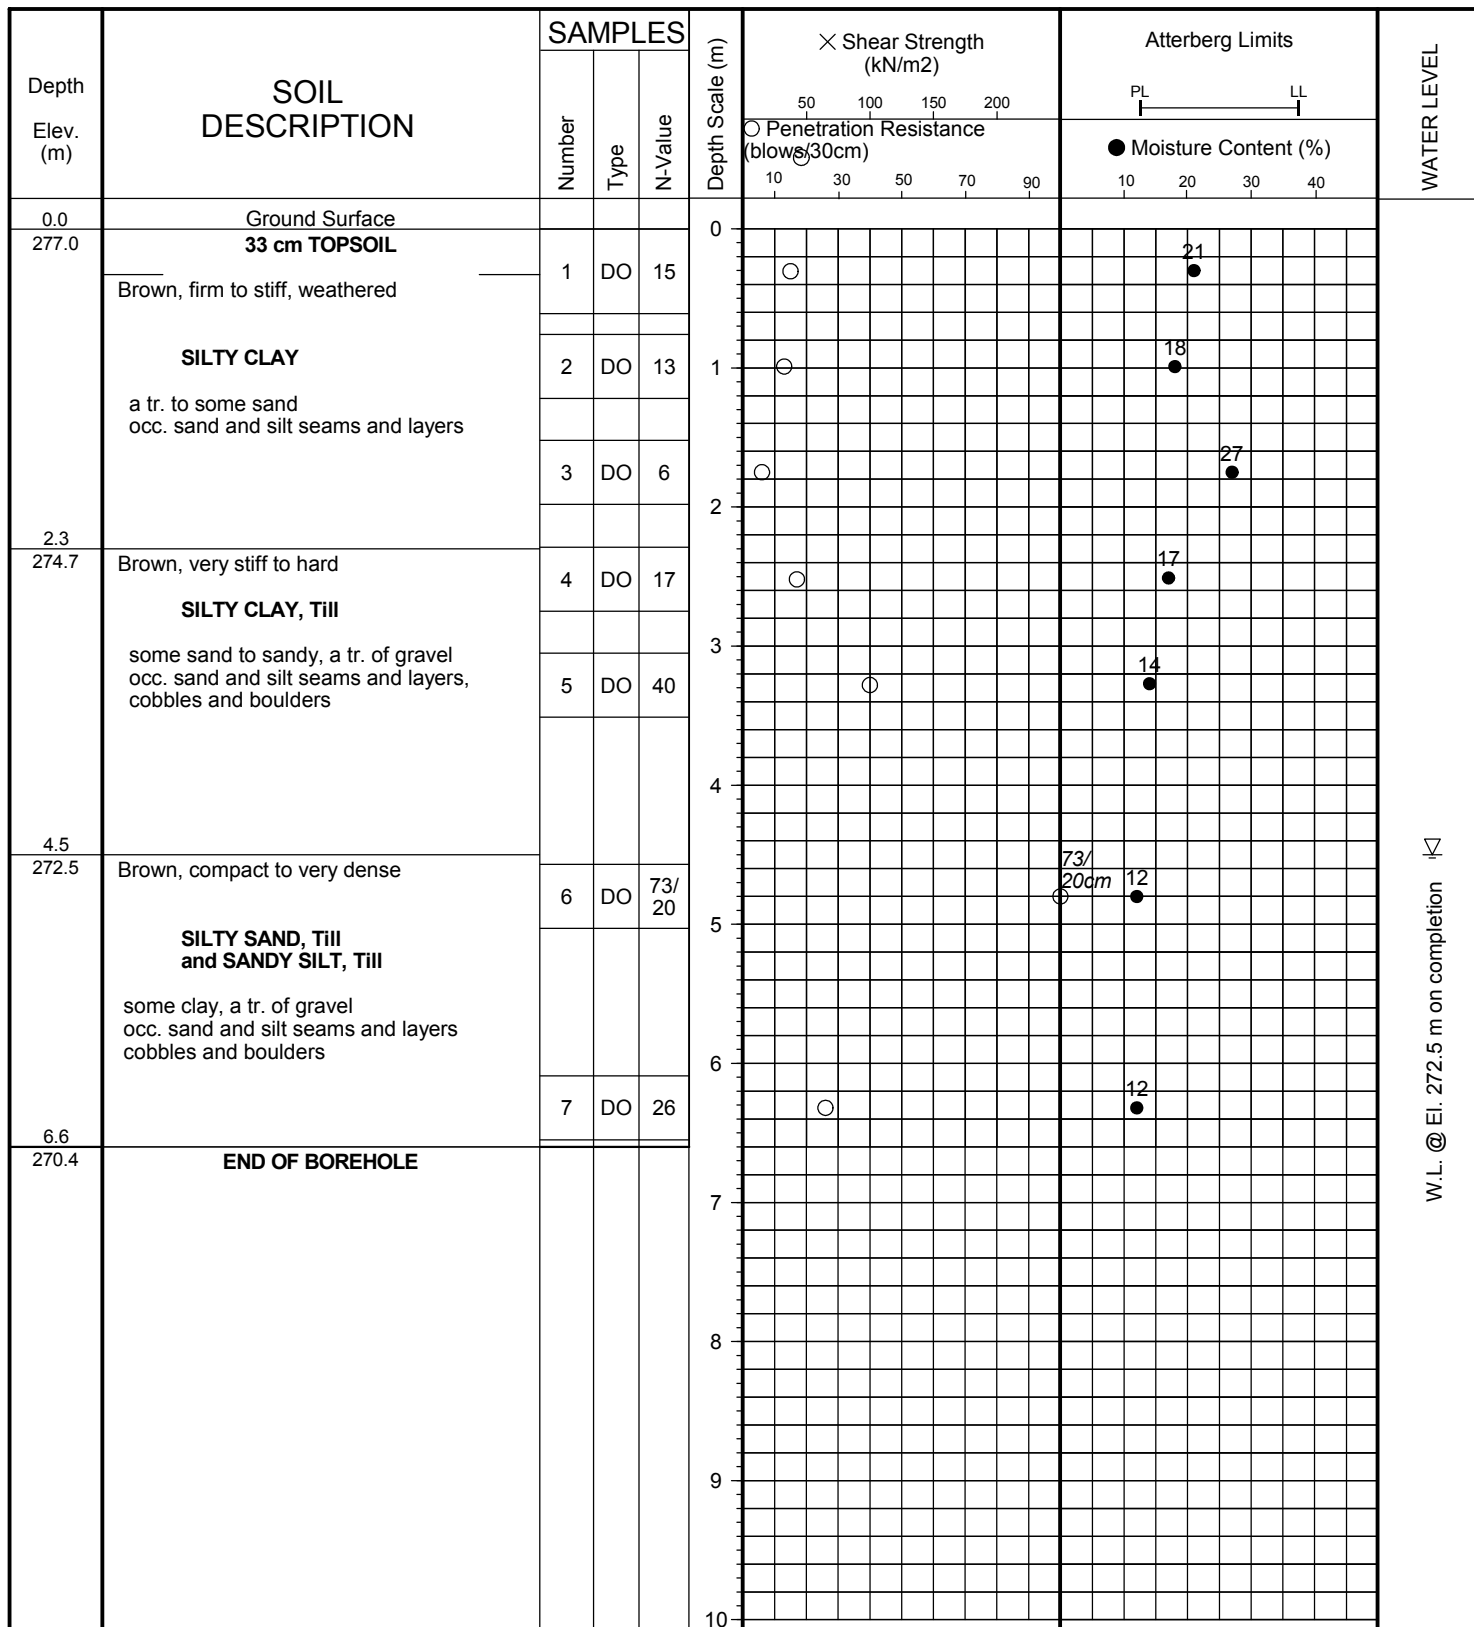 Depth
Elev.
(m)
SOIL
DESCRIPTION
SAMPLES
Number
Type
N-Value
Depth Scale (m)
× Shear Strength
(kN/m2)
50 100 150 200
Penetration Resistance
(blows/30cm)
10 30 50 70 90
Atterberg Limits
PL LL
Moisture Content (%)
10 20 30 40
WATER LEVEL
0.0 Ground Surface
277.0 33 cm TOPSOIL
0
21
1 DO 15
Brown, firm to stiff, weathered
SILTY CLAY
18
2 DO 13
1
a tr. to some sand
occ. sand and silt seams and layers
27
3 DO 6
2
2.3
274.7 Brown, very stiff to hard
17
4 DO 17
SILTY CLAY, Till
3
some sand to sandy, a tr. of gravel
occ. sand and silt seams and layers,
cobbles and boulders
14
5 DO 40
4
4.5
272.5 Brown, compact to very dense
73/
20cm
12
6 DO 73/
20
5
SILTY SAND, Till
and SANDY SILT, Till
some clay, a tr. of gravel
occ. sand and silt seams and layers
cobbles and boulders
6
12
7 DO 26
6.6
270.4 END OF BOREHOLE
7
8
9
10
W.L. @ El. 272.5 m on completion